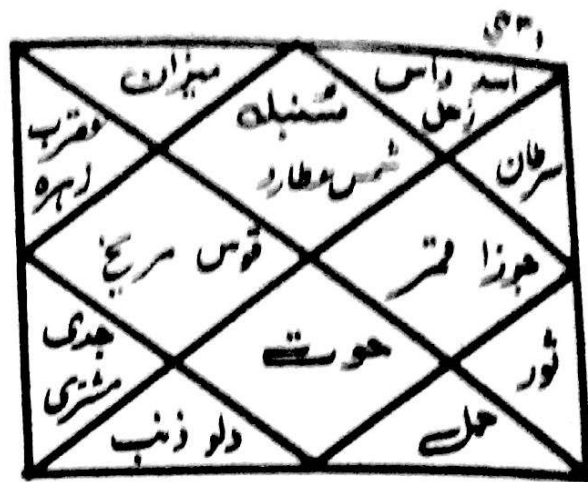 میزان
اسد راس
زحل
سُنبلہ
شمس عطارد
عقرب
زہرہ
سرطان
قوس مریخ
جوزا قمر
حوت
جدی
مشتری
ثور
دلو ذنب
حمل